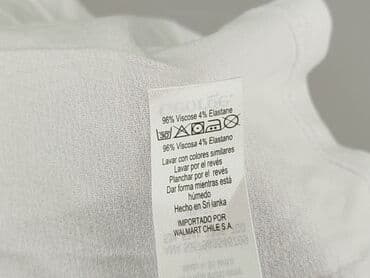 96% Viscose 4% Elastane
96% Viscosa 4% Elastano
Lavar con colores similares
Lavar por el revés
Planchar por el revés
Dar forma mientras está
húmedo
Hecho en Sri lanka
IMPORTADO POR
WALMART CHILE S.A.